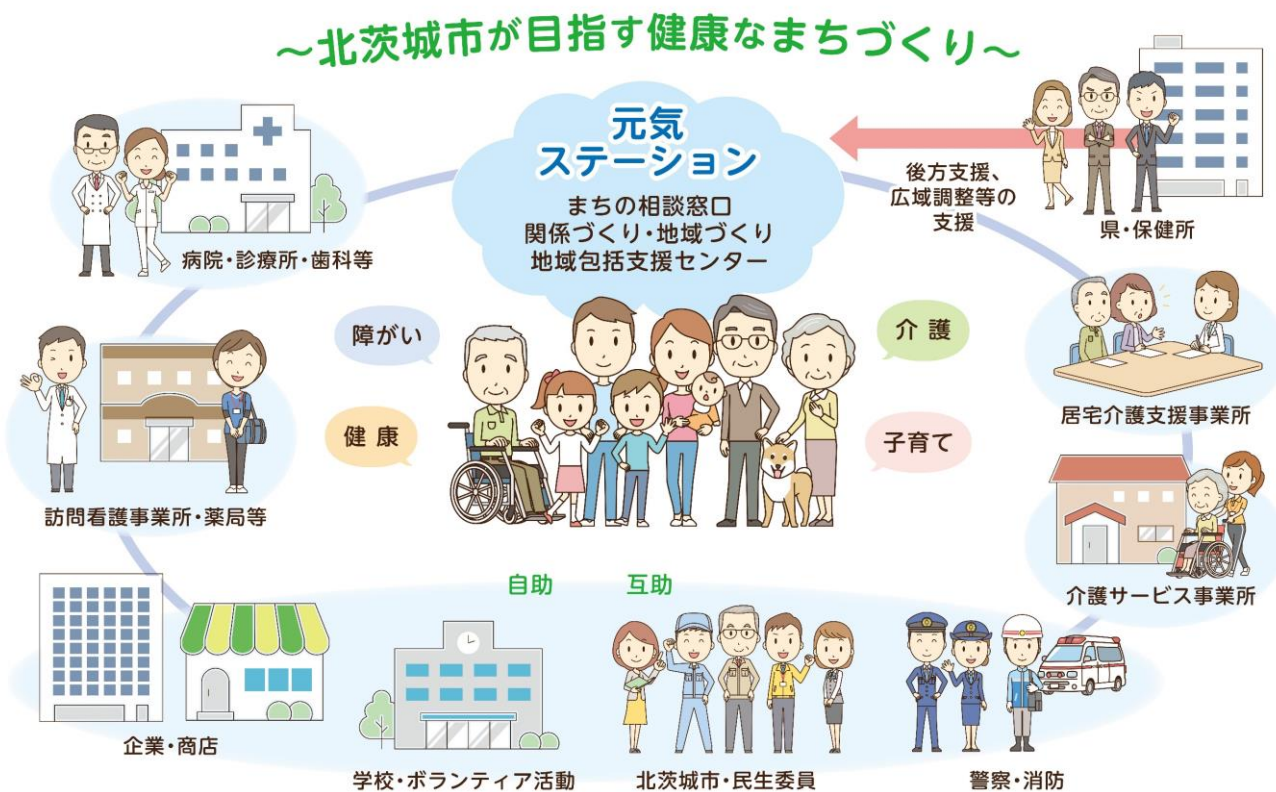 ～北茨城市が目指す健康なまちづくり～
元気
ステーション
まちの相談窓口
関係づくり・地域づくり
地域包括支援センター
後方支援、
広域調整等の
支援
県・保健所
病院・診療所・歯科等
障がい
介護
健康
子育て
居宅介護支援事業所
訪問看護事業所・薬局等
介護サービス事業所
自助
互助
企業・商店
学校・ボランティア活動
北茨城市・民生委員
警察・消防